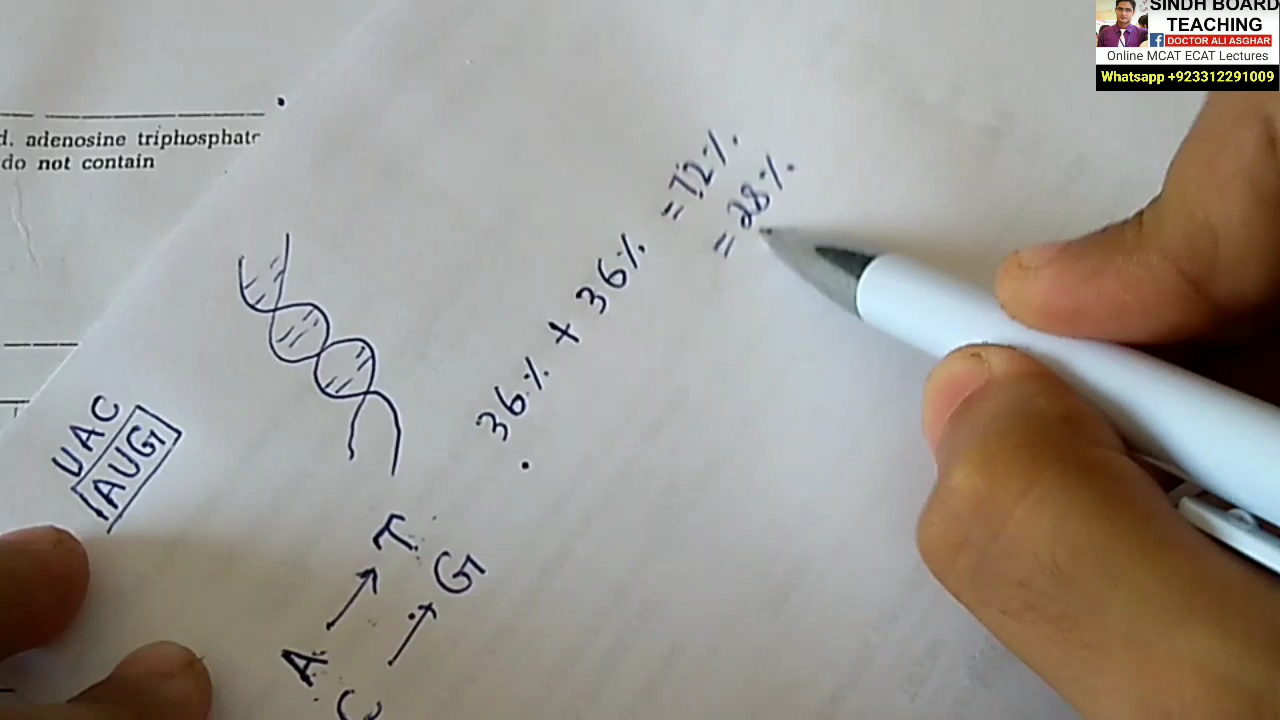 SINDH BOARD
TEACHING
DOCTOR ALI ASGHAR
Online MCAT ECAT Lectures
Whatsapp +923312291009
d. adenosine triphosphate
do not contain
UAC
AUG
36% + 36% = 72%
= 28%
A → T
C → G